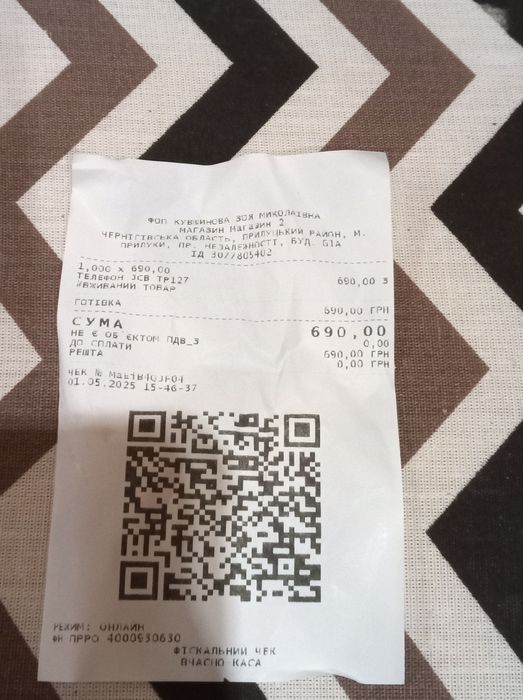 ФОП КУВШИНОВА ЗОЯ МИКОЛАЇВНА
МАГАЗИН Магазин 2
ЧЕРНІГІВСЬКА ОБЛАСТЬ, ПРИЛУЦЬКИЙ РАЙОН, М.
ПРИЛУКИ, ПР. НЕЗАЛЕЖНОСТІ, БУД. 61А
ІД 3077805402
1,000 x 690,00
ТЕЛЕФОН JCB TP127 690,00 З
ВЖИВАНИЙ ТОВАР
ГОТІВКА 690,00 ГРН
СУМА 690,00
НЕ Є ОБ'ЄКТОМ ПДВ_З 0,00
ДО СПЛАТИ 690,00 ГРН
РЕШТА 0,00 ГРН
ЧЕК №
01.05.2025 15-46-37
РЕЖИМ: ОНЛАЙН
ФН ПРРО 4000930630
ФІСКАЛЬНИЙ ЧЕК
ВЧАСНО КАСА